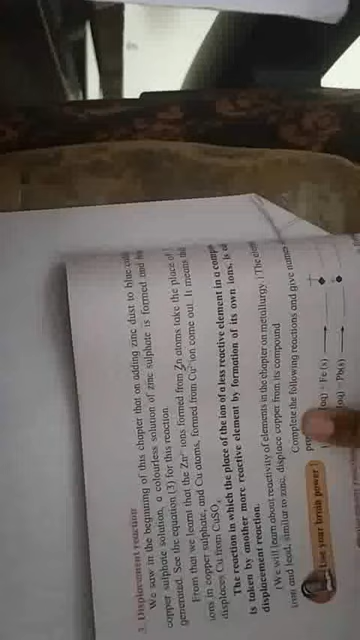 3. Displacement reaction
We saw in the beginning of this chapter that on adding zinc dust to blue
copper sulphate solution, a colourless solution of zinc sulphate is formed and
generated. See the equation (3) for this reaction.
From that we learnt that the Zn²⁺ ions formed from Zn atoms take the place of
ions in copper sulphate, and Cu atoms, formed from Cu²⁺ ion come out. It means
displaces Cu from CuSO₄
The reaction in which the place of the ion of a less reactive element in a
is taken by another more reactive element by formation of its own ions, is
displacement reaction.
(We will learn about reactivity of elements in the chapter on metallurgy.) The
iron and lead, similar to zinc, displace copper from its compound
Use your brain power !
Complete the following reactions and give
(aq) + Fe (s)
(aq) + Pb(s)